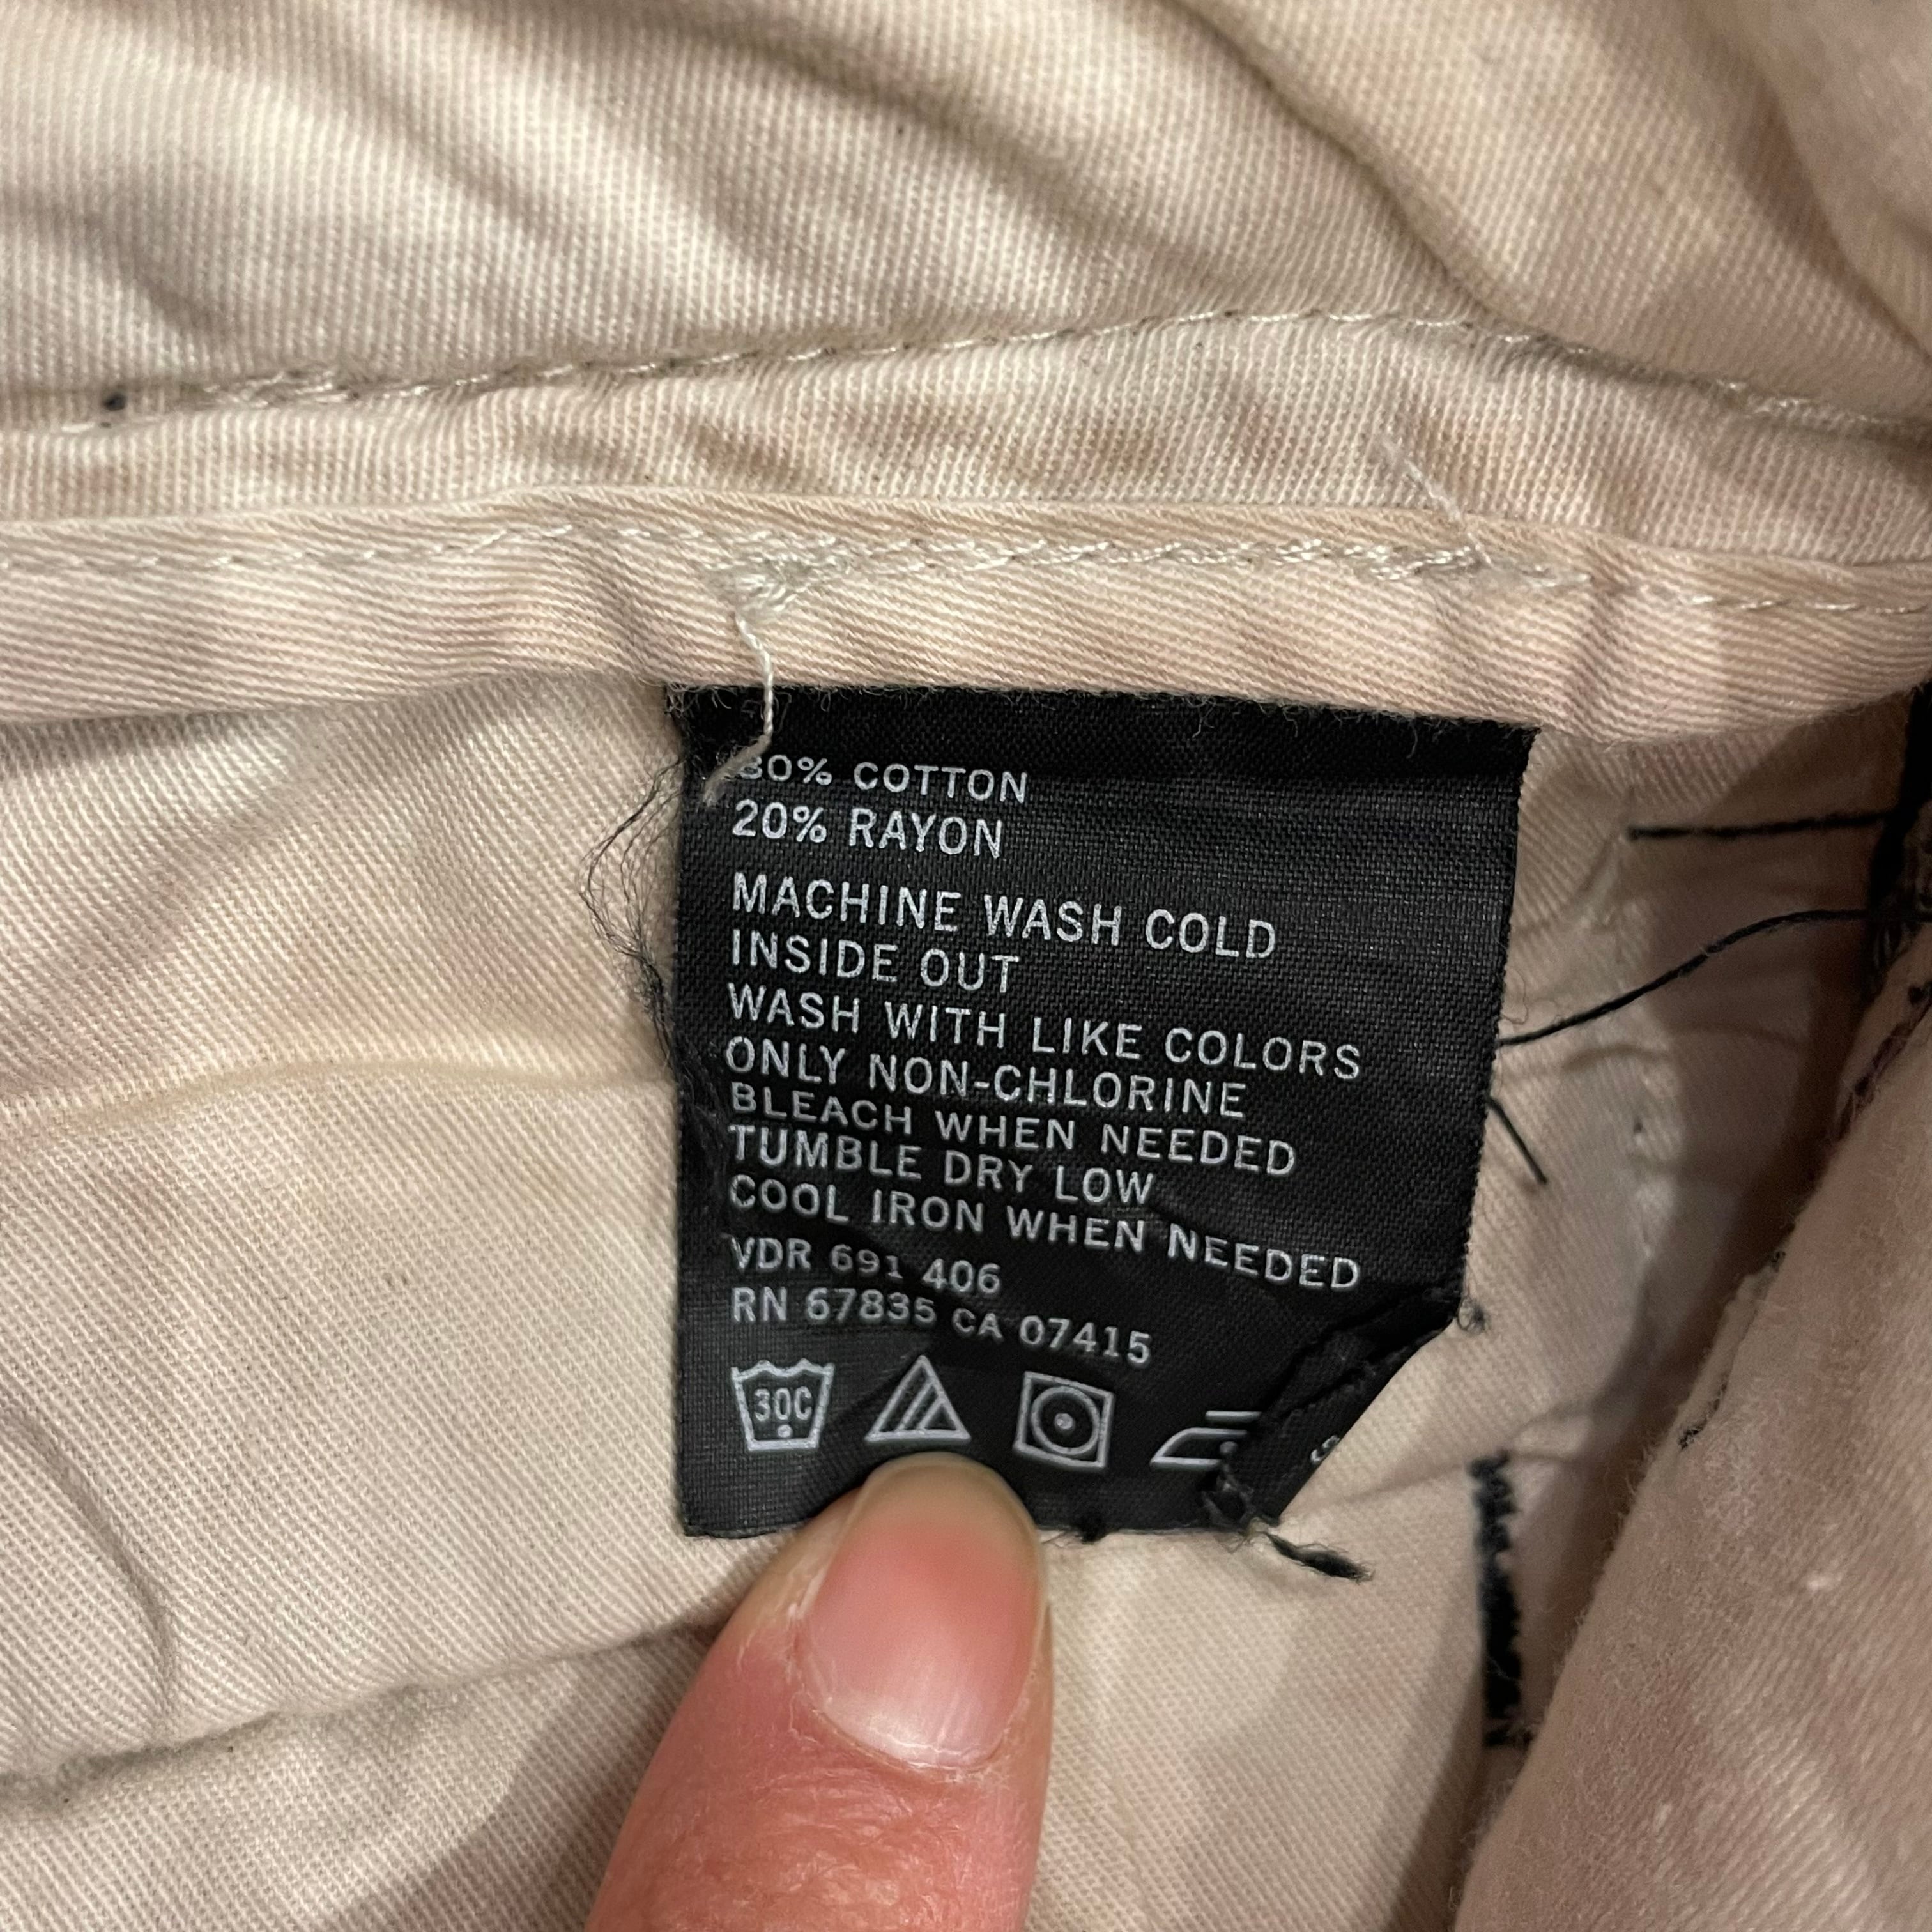 80% COTTON
20% RAYON
MACHINE WASH COLD
INSIDE OUT
WASH WITH LIKE COLORS
ONLY NON-CHLORINE
BLEACH WHEN NEEDED
TUMBLE DRY LOW
COOL IRON WHEN NEEDED
VDR 691 406
RN 67835 CA 07415
30C